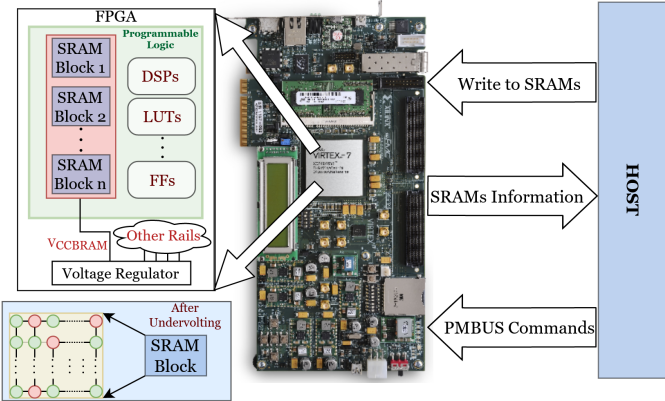 FPGA
Programmable
Logic
SRAM
Block 1
SRAM
Block 2
SRAM
Block n
DSPs
LUTs
FFs
VCCBRAM
Other Rails
Voltage Regulator
After
Undervolting
SRAM
Block
VIRTEX-7
Write to SRAMs
SRAMs Information
PMBUS Commands
HOST